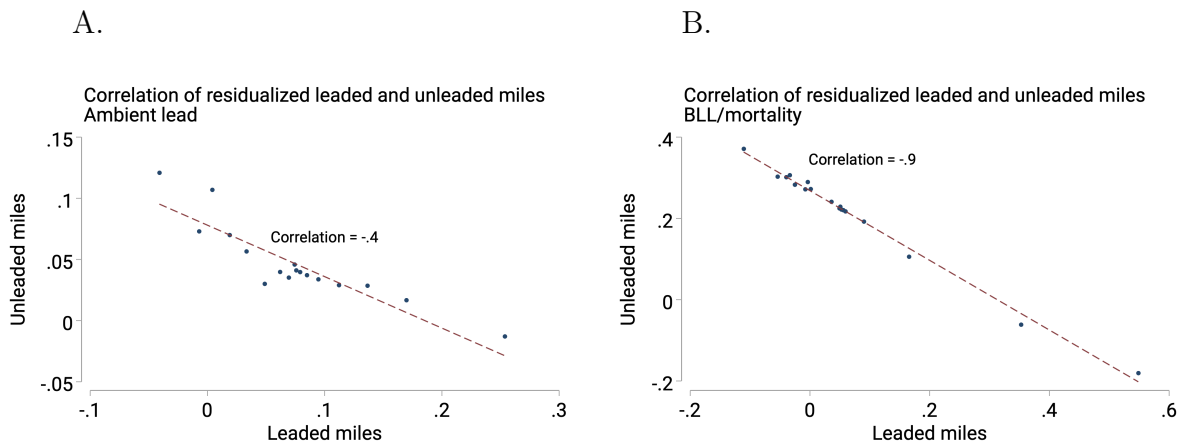 A.
Correlation of residualized leaded and unleaded miles
Ambient lead
.15
.1
.05
0
-.05
Unleaded miles
Correlation = -.4
-.1 0 .1 .2 .3
Leaded miles
B.
Correlation of residualized leaded and unleaded miles
BLL/mortality
.4
.2
0
-.2
Unleaded miles
Correlation = -.9
-.2 0 .2 .4 .6
Leaded miles